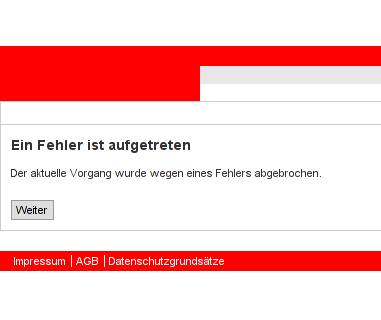 Ein Fehler ist aufgetreten
Der aktuelle Vorgang wurde wegen eines Fehlers abgebrochen.
Weiter
Impressum | AGB | Datenschutzgrundsätze